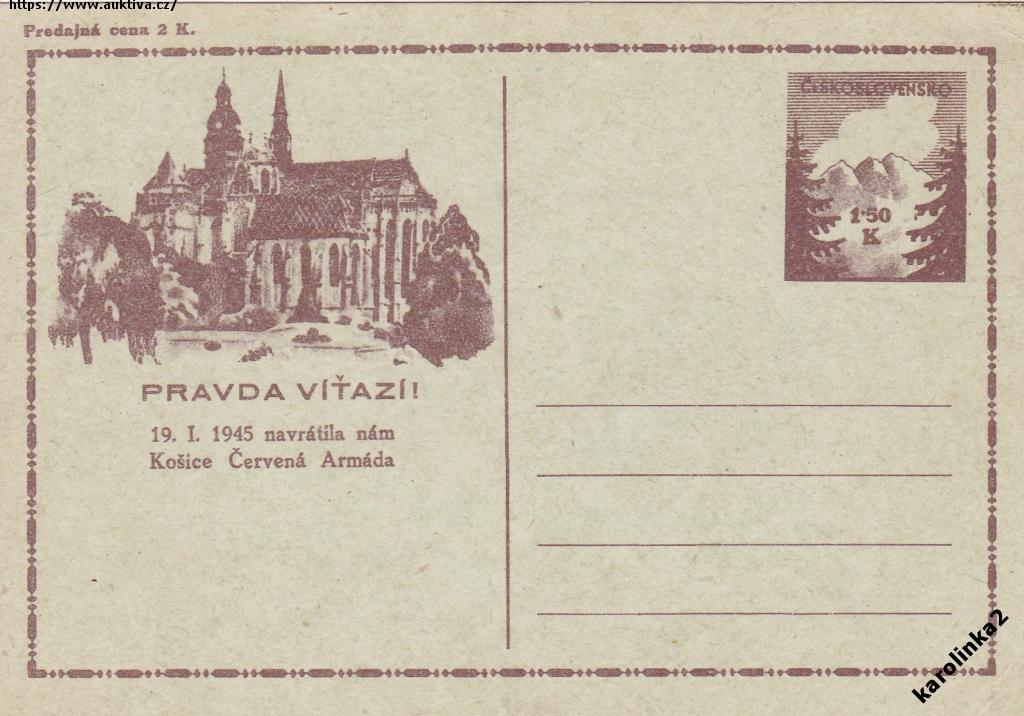 https://www.auktiva.cz/
Predajná cena 2 K.
ČESKOSLOVENSKO
1·50
K
PRAVDA VÍŤAZÍ!
19. I. 1945 navrátila nám
Košice Červená Armáda
karolinka2